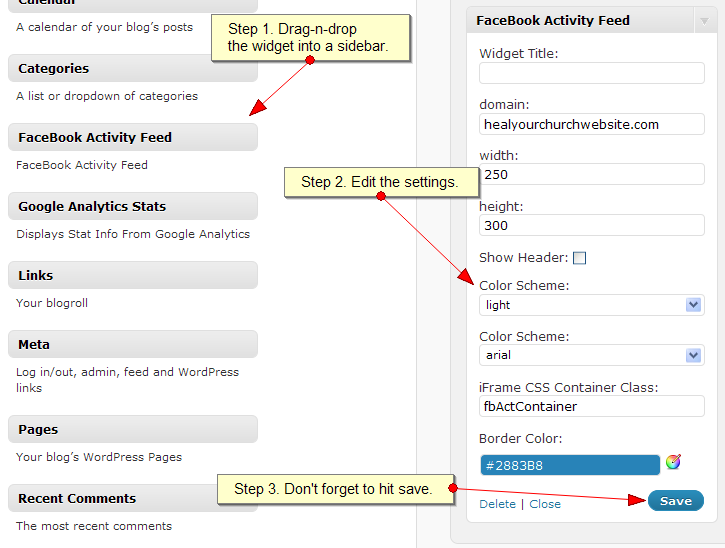 Calendar
A calendar of your blog's posts
Categories
A list or dropdown of categories
FaceBook Activity Feed
FaceBook Activity Feed
Google Analytics Stats
Displays Stat Info From Google Analytics
Links
Your blogroll
Meta
Log in/out, admin, feed and WordPress
links
Pages
Your blog's WordPress Pages
Recent Comments
The most recent comments
Step 1. Drag-n-drop
the widget into a sidebar.
Step 2. Edit the settings.
Step 3. Don't forget to hit save.
FaceBook Activity Feed
Widget Title:
domain:
healyourchurchwebsite.com
width:
250
height:
300
Show Header:
Color Scheme:
light
Color Scheme:
arial
iFrame CSS Container Class:
fbActContainer
Border Color:
#2883B8
Delete | Close
Save